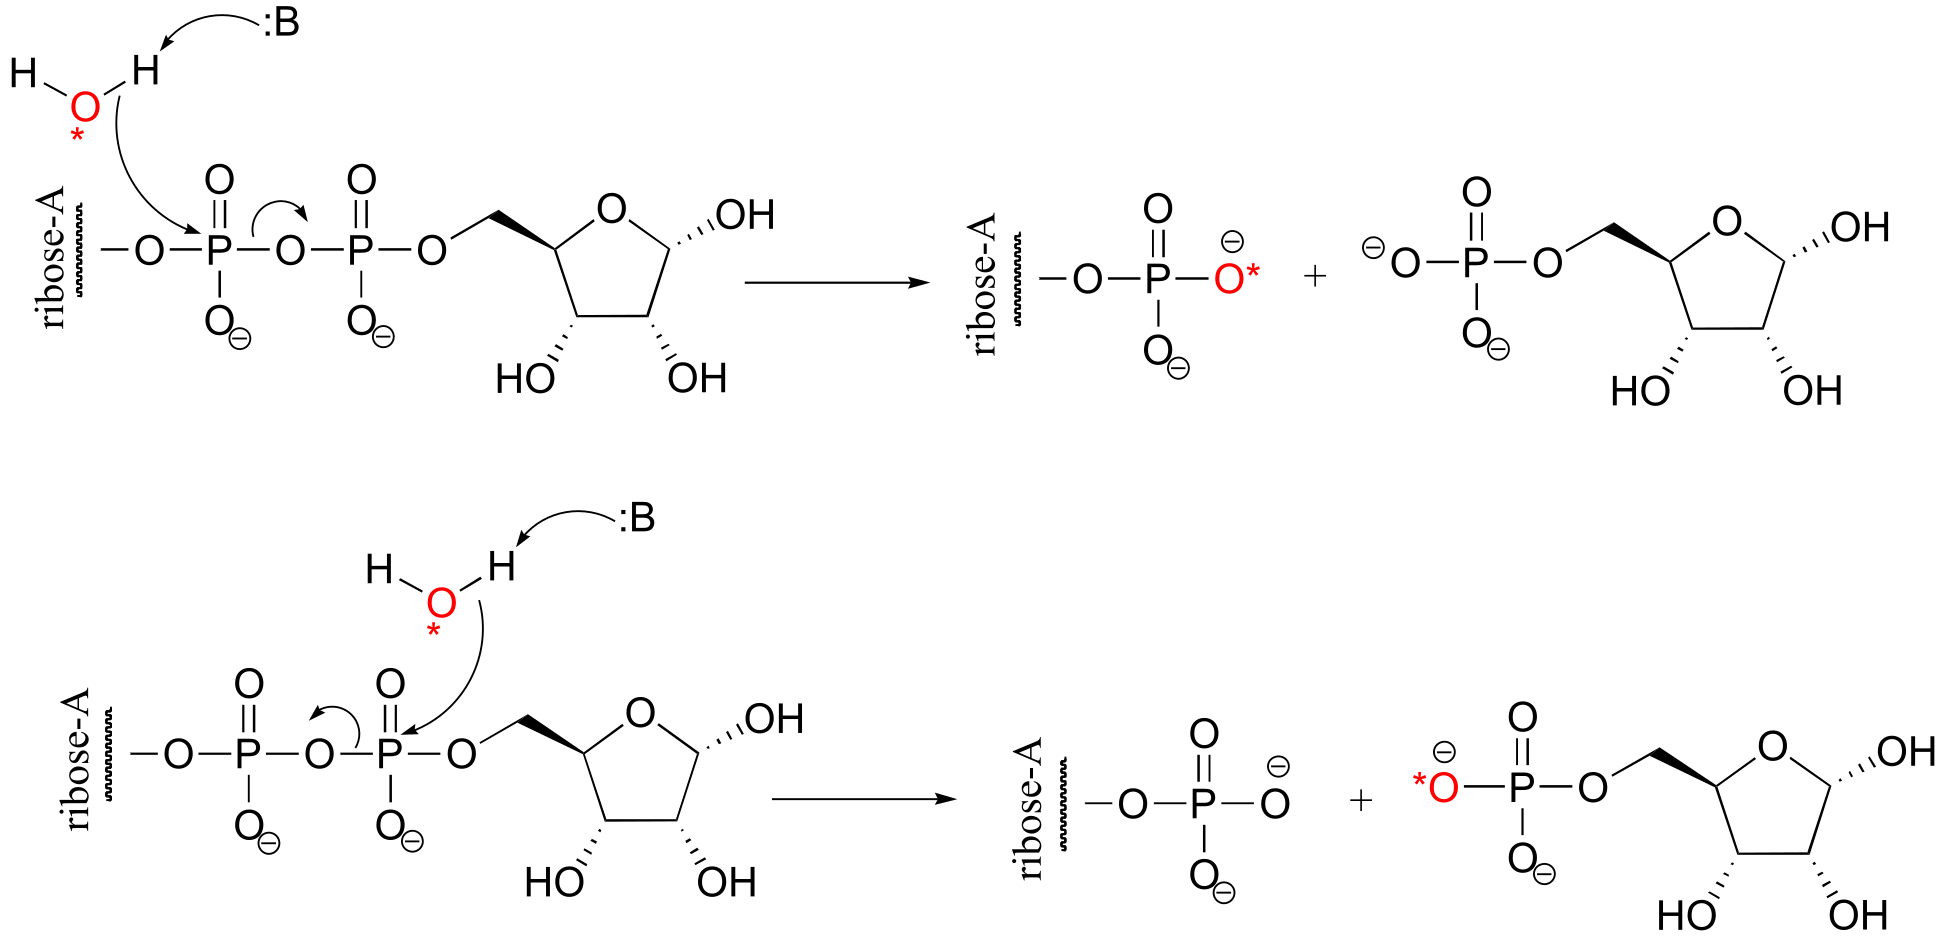 :B
H H
O
*
ribose-A
O O O
O P O P O OH
O⊖ O⊖
HO OH
ribose-A
O ⊖
O P O*
O⊖
+
O O
⊖O P O OH
O⊖
HO OH
:B
H H
O
*
ribose-A
O O O
O P O P O OH
O⊖ O⊖
HO OH
ribose-A
O ⊖
O P O
O⊖
+
O O
⊖
*O P O OH
O⊖
HO OH